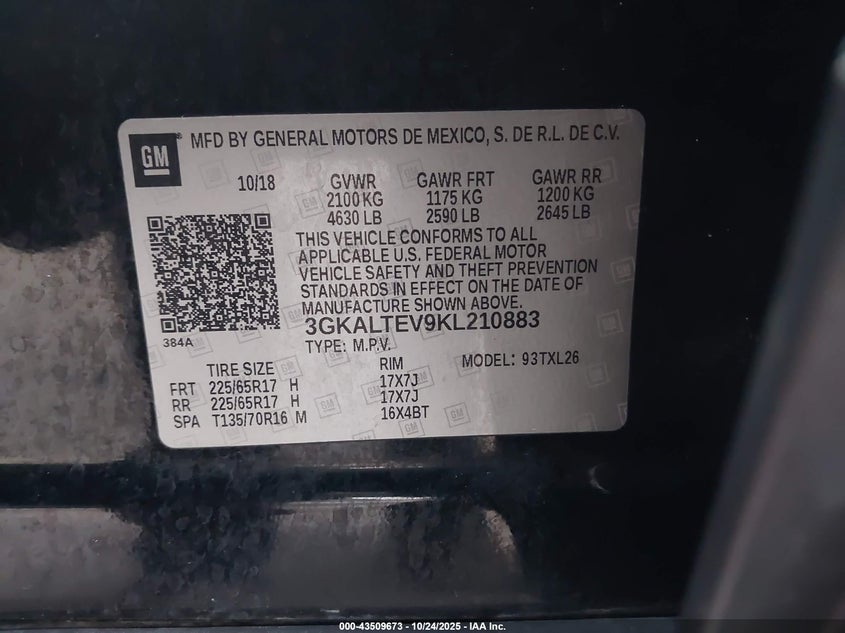 GM
MFD BY GENERAL MOTORS DE MEXICO, S. DE R.L. DE C.V.
10/18 GVWR GAWR FRT GAWR RR
2100 KG 1175 KG 1200 KG
4630 LB 2590 LB 2645 LB
THIS VEHICLE CONFORMS TO ALL
APPLICABLE U.S. FEDERAL MOTOR
VEHICLE SAFETY AND THEFT PREVENTION
STANDARDS IN EFFECT ON THE DATE OF
MANUFACTURE SHOWN ABOVE.
3GKALTEV9KL210883
384A
TYPE: M.P.V. MODEL: 93TXL26
TIRE SIZE RIM
FRT 225/65R17 H 17X7J
RR 225/65R17 H 17X7J
SPA T135/70R16 M 16X4BT
000-43509673 - 10/24/2025 - IAA Inc.